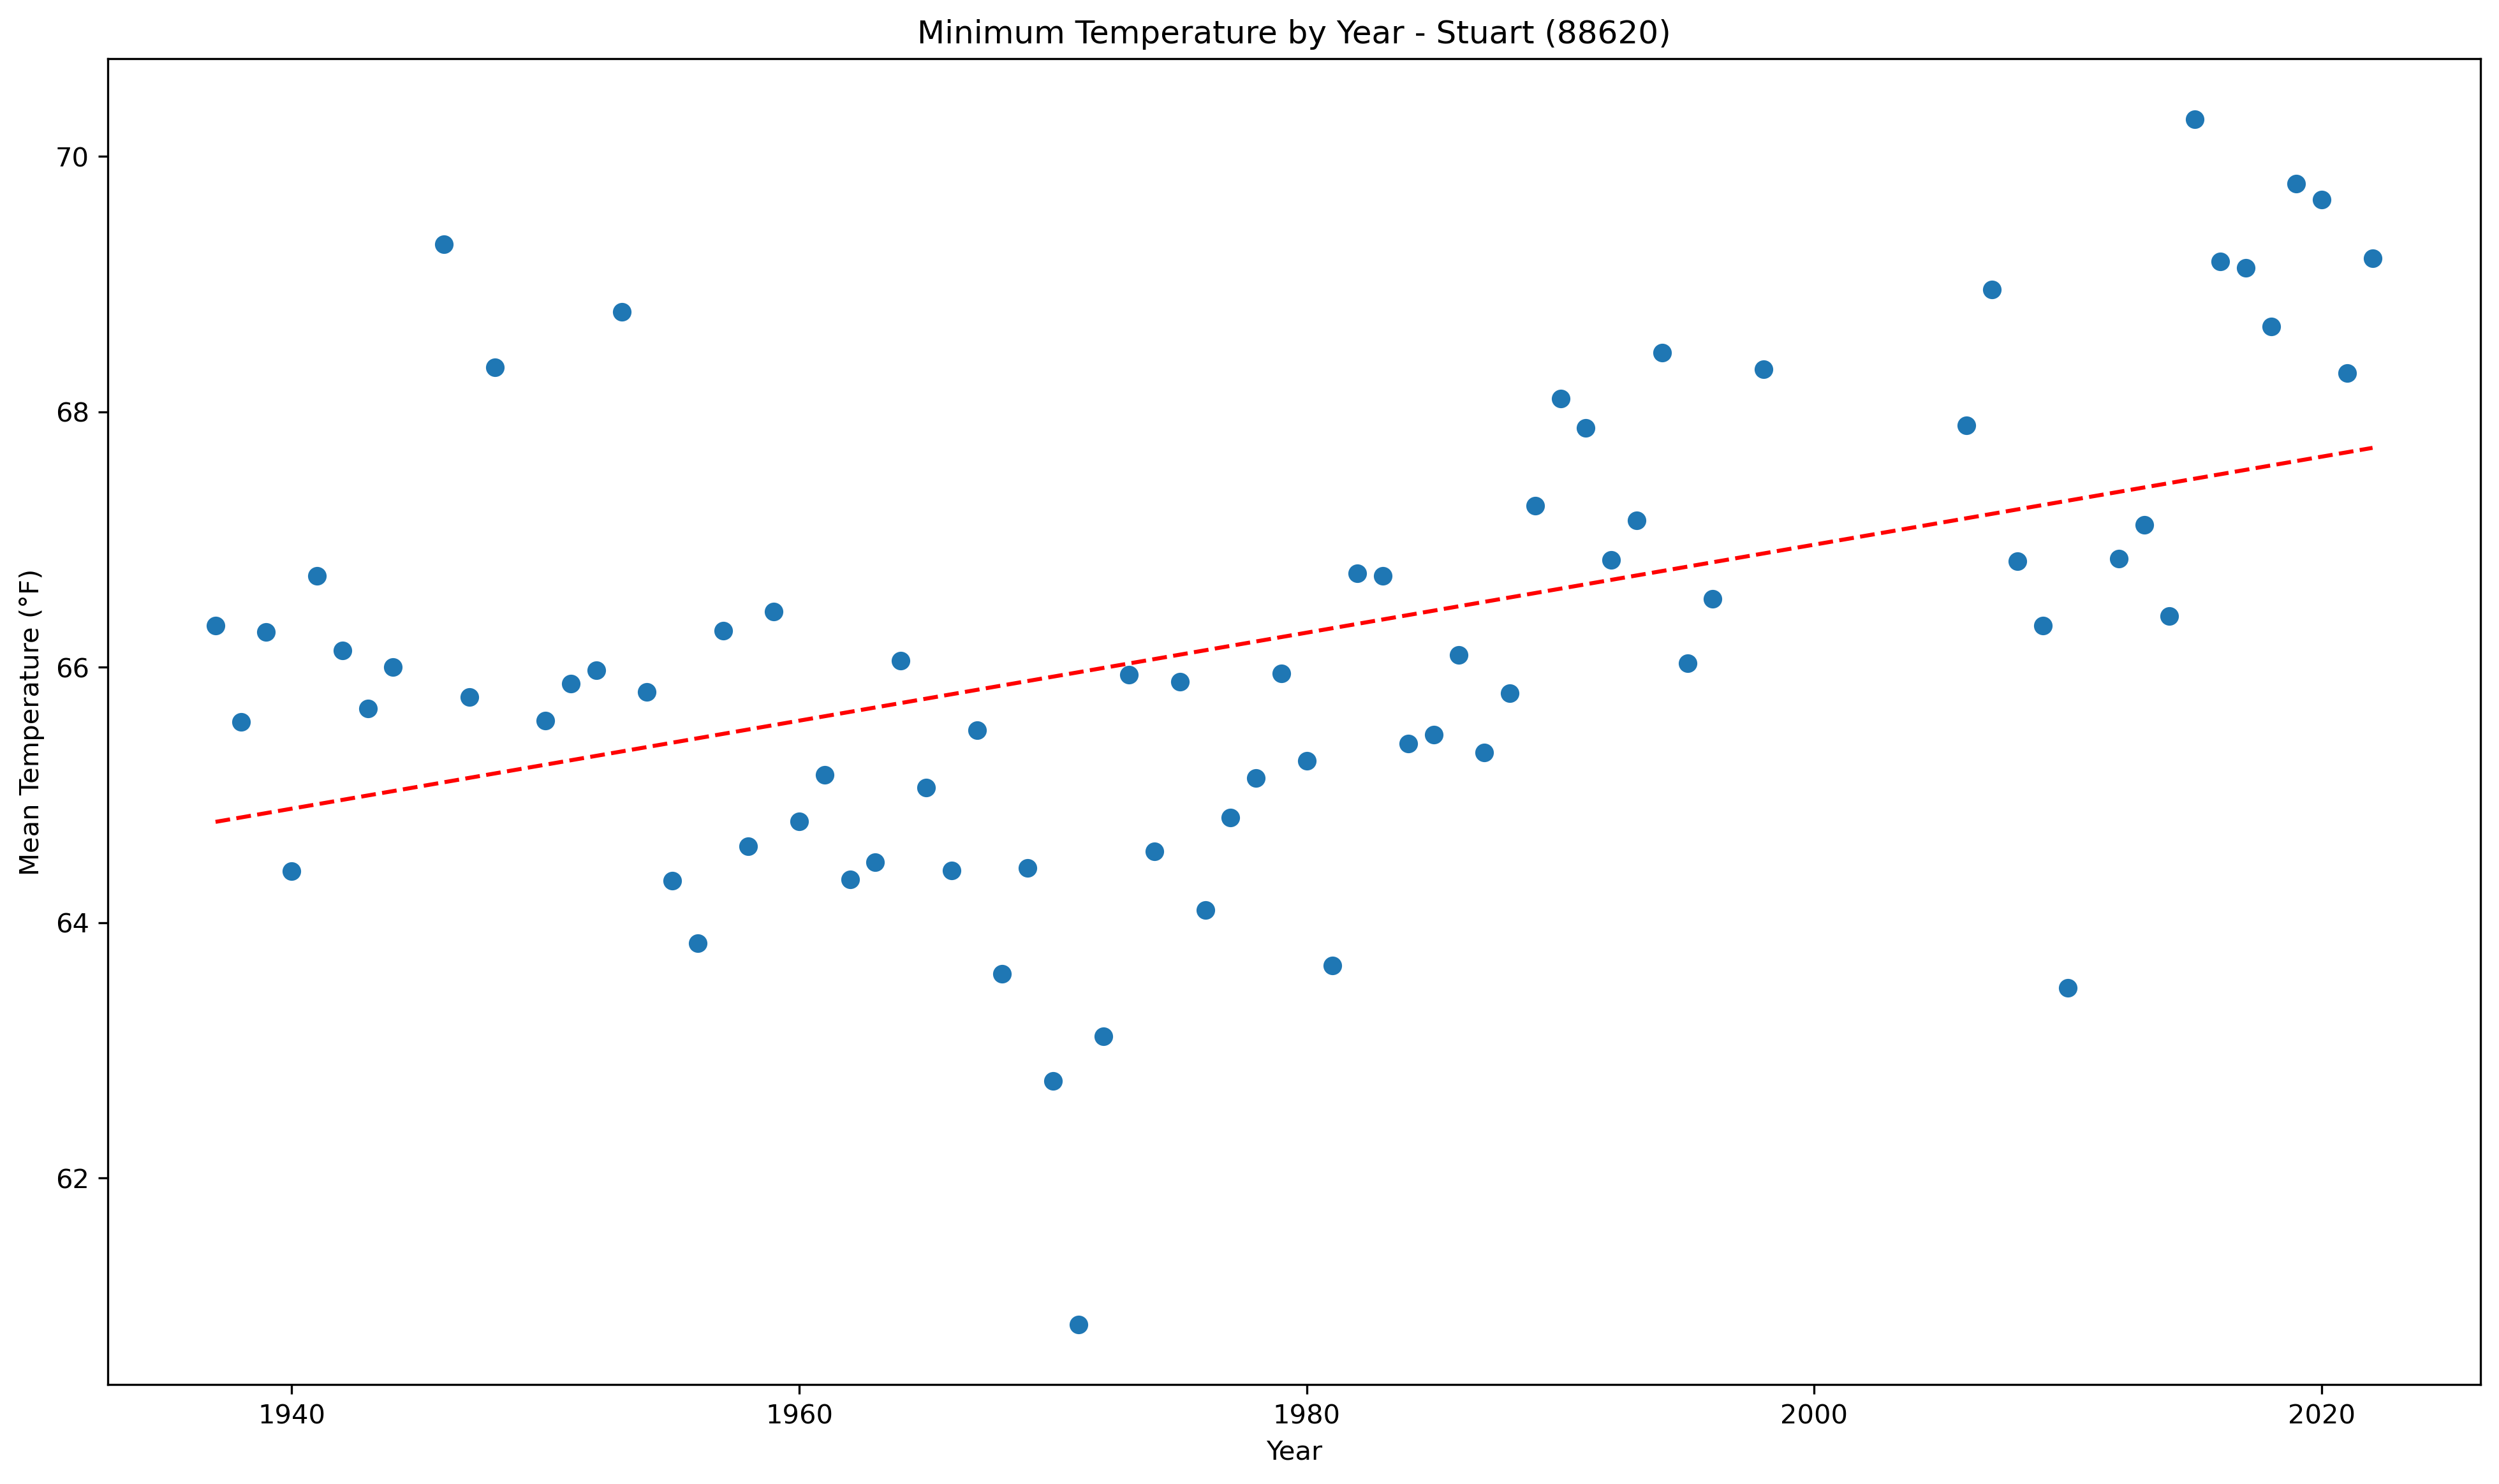 Minimum Temperature by Year - Stuart (88620)
Mean Temperature (°F)
70
68
66
64
62
1940 1960 1980 2000 2020
Year